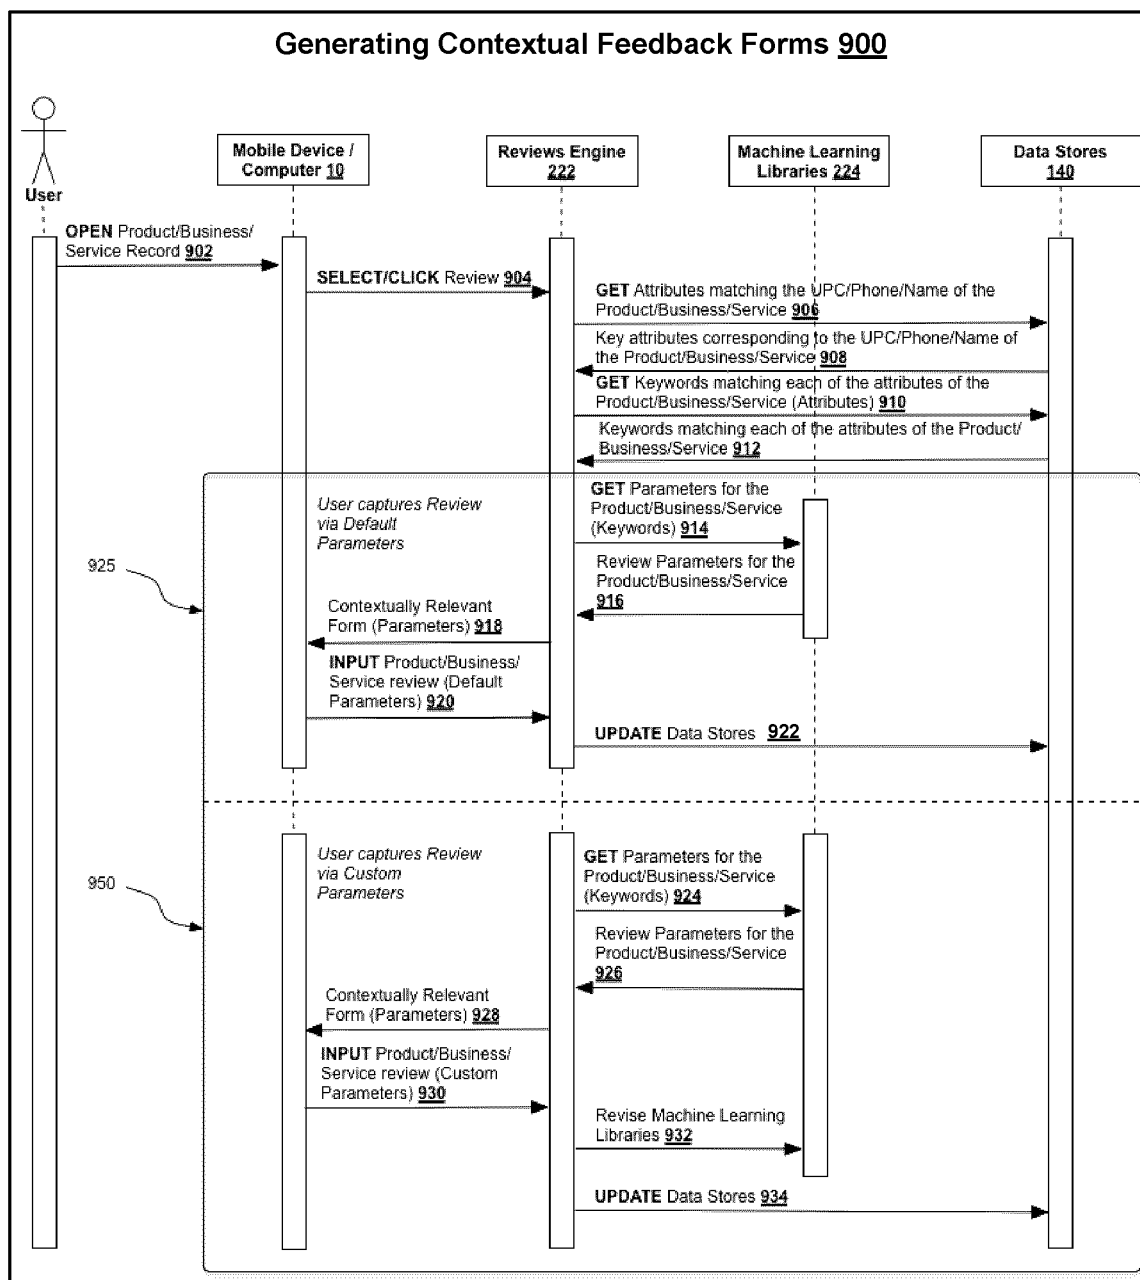 Generating Contextual Feedback Forms 900
User
Mobile Device /
Computer 10
Reviews Engine
222
Machine Learning
Libraries 224
Data Stores
140
OPEN Product/Business/
Service Record 902
SELECT/CLICK Review 904
GET Attributes matching the UPC/Phone/Name of the
Product/Business/Service 906
Key attributes corresponding to the UPC/Phone/Name of
the Product/Business/Service 908
GET Keywords matching each of the attributes of the
Product/Business/Service (Attributes) 910
Keywords matching each of the attributes of the Product/
Business/Service 912
925
User captures Review
via Default
Parameters
GET Parameters for the
Product/Business/Service
(Keywords) 914
Review Parameters for the
Product/Business/Service
916
Contextually Relevant
Form (Parameters) 918
INPUT Product/Business/
Service review (Default
Parameters) 920
UPDATE Data Stores 922
950
User captures Review
via Custom
Parameters
GET Parameters for the
Product/Business/Service
(Keywords) 924
Review Parameters for the
Product/Business/Service
926
Contextually Relevant
Form (Parameters) 928
INPUT Product/Business/
Service review (Custom
Parameters) 930
Revise Machine Learning
Libraries 932
UPDATE Data Stores 934